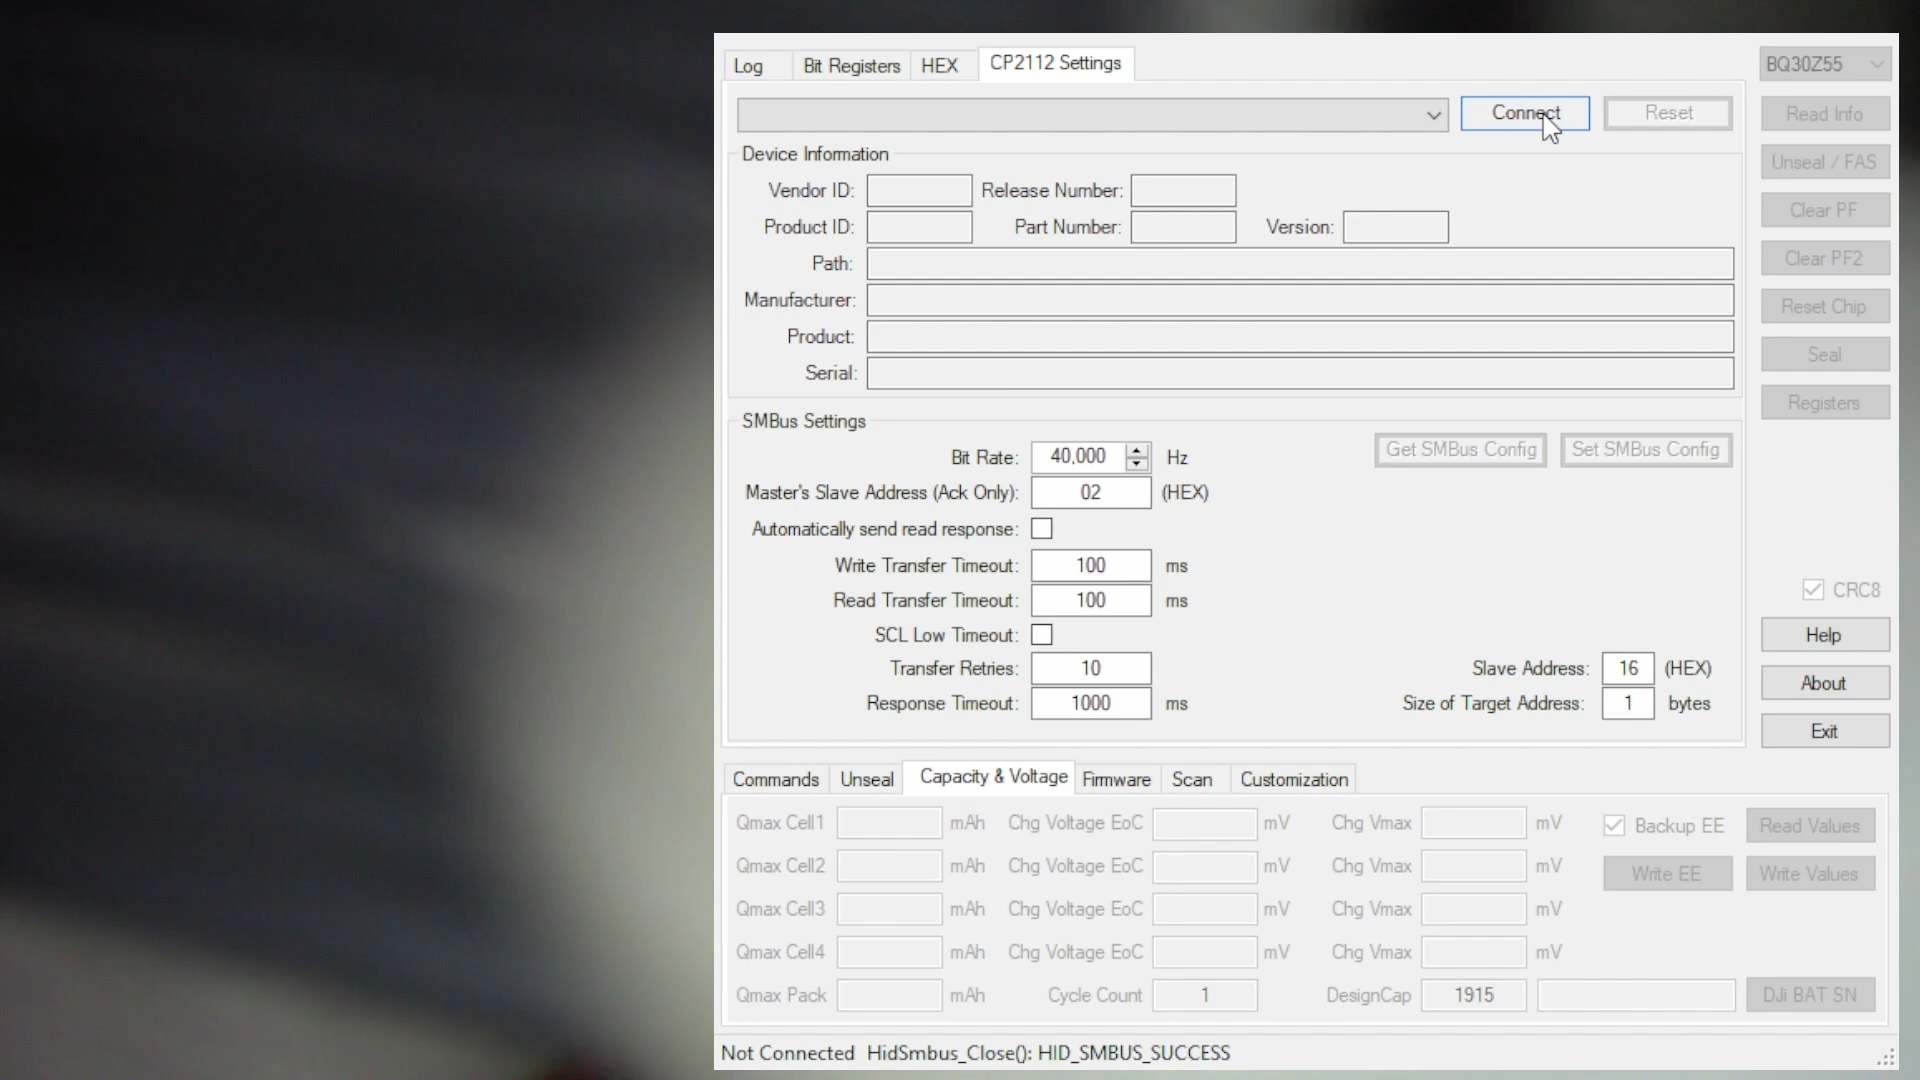 Log
Bit Registers
HEX
CP2112 Settings
BQ30Z55
Connect
Reset
Read Info
Device Information
Unseal / FAS
Vendor ID:
Release Number:
Clear PF
Product ID:
Part Number:
Version:
Clear PF2
Path:
Manufacturer:
Reset Chip
Product:
Seal
Serial:
Registers
SMBus Settings
Bit Rate: 40,000 Hz
Get SMBus Config
Set SMBus Config
Master's Slave Address (Ack Only): 02 (HEX)
Automatically send read response:
Write Transfer Timeout: 100 ms
CRC8
Read Transfer Timeout: 100 ms
SCL Low Timeout:
Help
Transfer Retries: 10
Slave Address: 16 (HEX)
About
Response Timeout: 1000 ms
Size of Target Address: 1 bytes
Exit
Commands
Unseal
Capacity & Voltage
Firmware
Scan
Customization
Qmax Cell1 mAh Chg Voltage EoC mV Chg Vmax mV
Backup EE
Read Values
Qmax Cell2 mAh Chg Voltage EoC mV Chg Vmax mV
Write EE
Write Values
Qmax Cell3 mAh Chg Voltage EoC mV Chg Vmax mV
Qmax Cell4 mAh Chg Voltage EoC mV Chg Vmax mV
Qmax Pack mAh Cycle Count 1 DesignCap 1915
DJi BAT SN
Not Connected HidSmbus_Close(): HID_SMBUS_SUCCESS